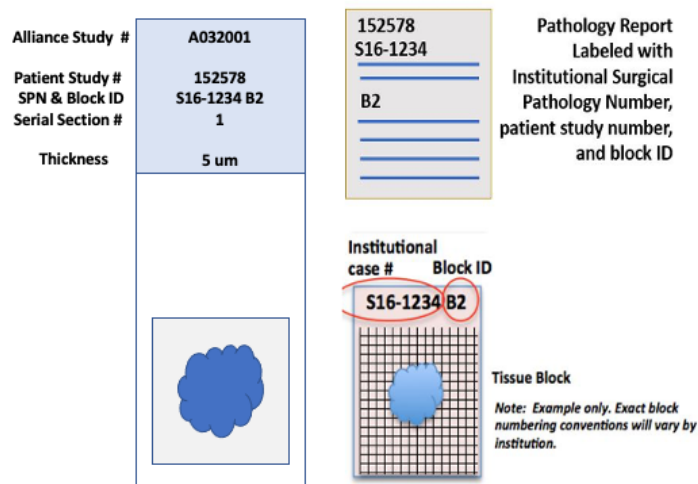 Alliance Study # A032001
Patient Study # 152578
SPN & Block ID S16-1234 B2
Serial Section # 1
Thickness 5 um
152578
S16-1234
B2
Pathology Report
Labeled with
Institutional Surgical
Pathology Number,
patient study number,
and block ID
Institutional
case # Block ID
S16-1234 B2
Tissue Block
Note: Example only. Exact block
numbering conventions will vary by
institution.